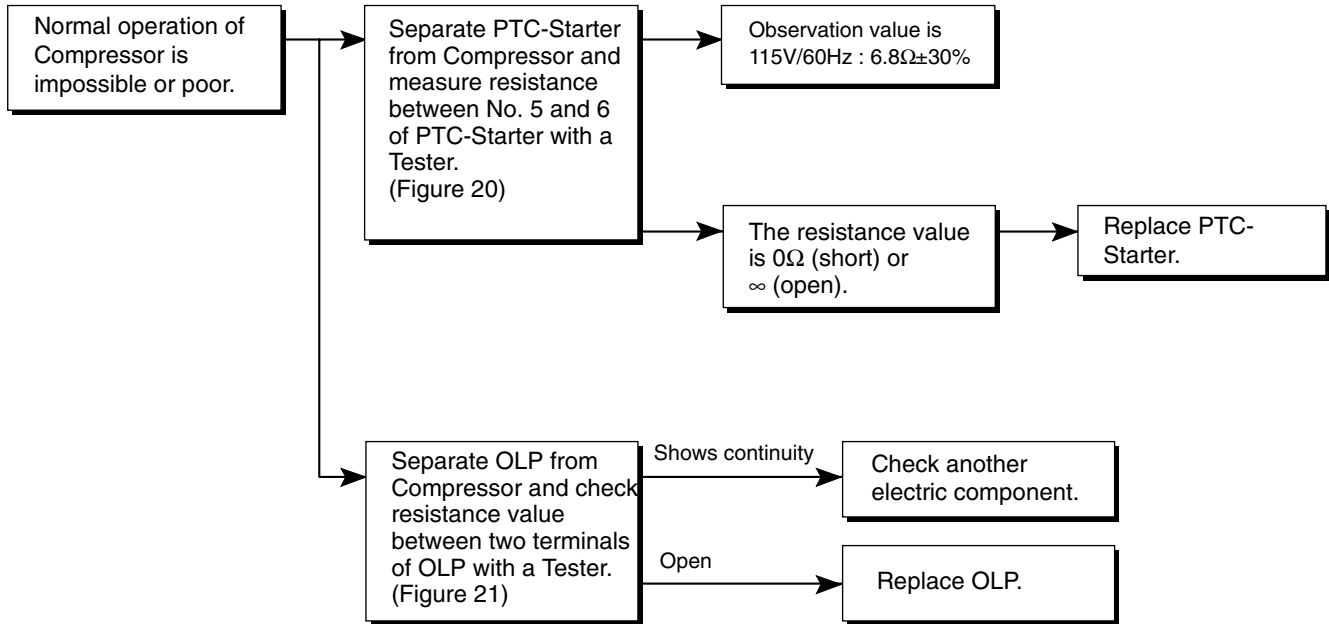 Normal operation of
Compressor is
impossible or poor.
Separate PTC-Starter
from Compressor and
measure resistance
between No. 5 and 6
of PTC-Starter with a
Tester.
(Figure 20)
Observation value is
115V/60Hz : 6.8Ω±30%
The resistance value
is 0Ω (short) or
∞ (open).
Replace PTC-
Starter.
Separate OLP from
Compressor and check
resistance value
between two terminals
of OLP with a Tester.
(Figure 21)
Shows continuity
Check another
electric component.
Open
Replace OLP.